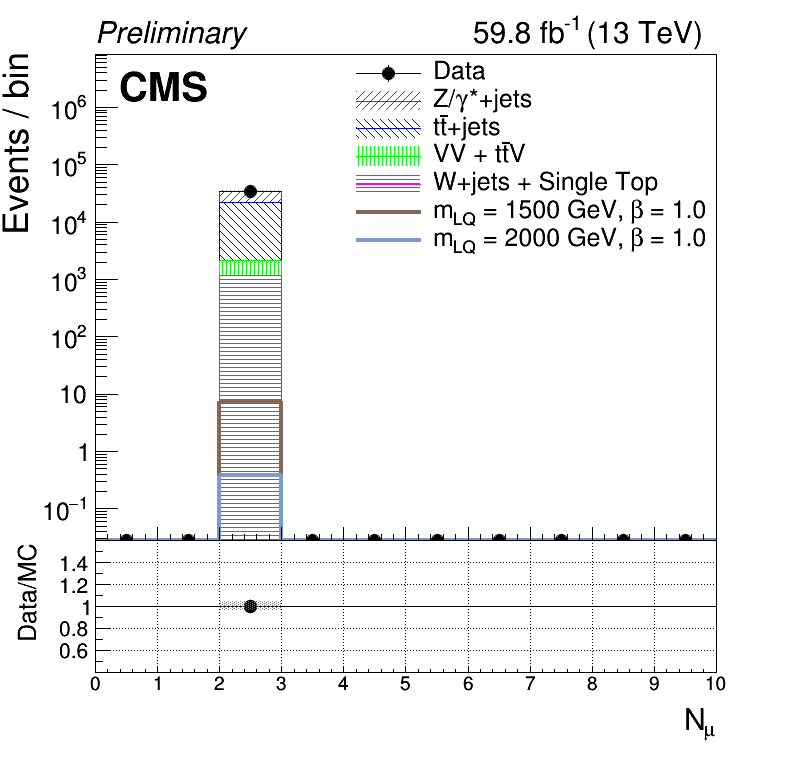 Preliminary 59.8 fb⁻¹ (13 TeV)
CMS
Data
Z/γ*+jets
tt̄+jets
VV + tt̄V
W+jets + Single Top
m_LQ = 1500 GeV, β = 1.0
m_LQ = 2000 GeV, β = 1.0
Events / bin
10⁶
10⁵
10⁴
10³
10²
10
1
10⁻¹
Data/MC
1.4
1.2
1
0.8
0.6
0 1 2 3 4 5 6 7 8 9 10
N_μ